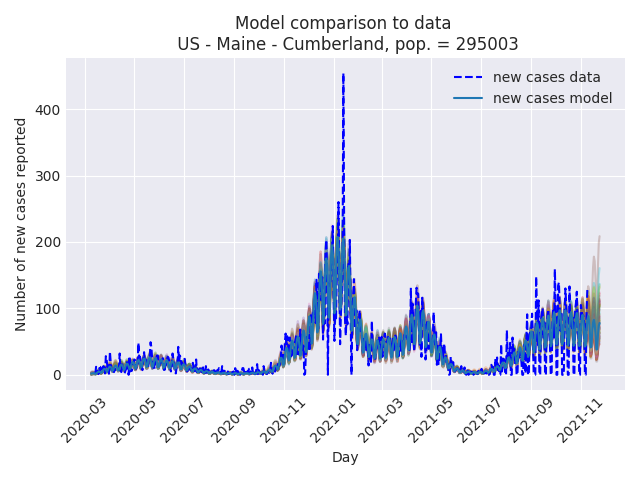 Model comparison to data
US - Maine - Cumberland, pop. = 295003
new cases data
new cases model
Number of new cases reported
400
300
200
100
0
2020-03
2020-05
2020-07
2020-09
2020-11
2021-01
2021-03
2021-05
2021-07
2021-09
2021-11
Day